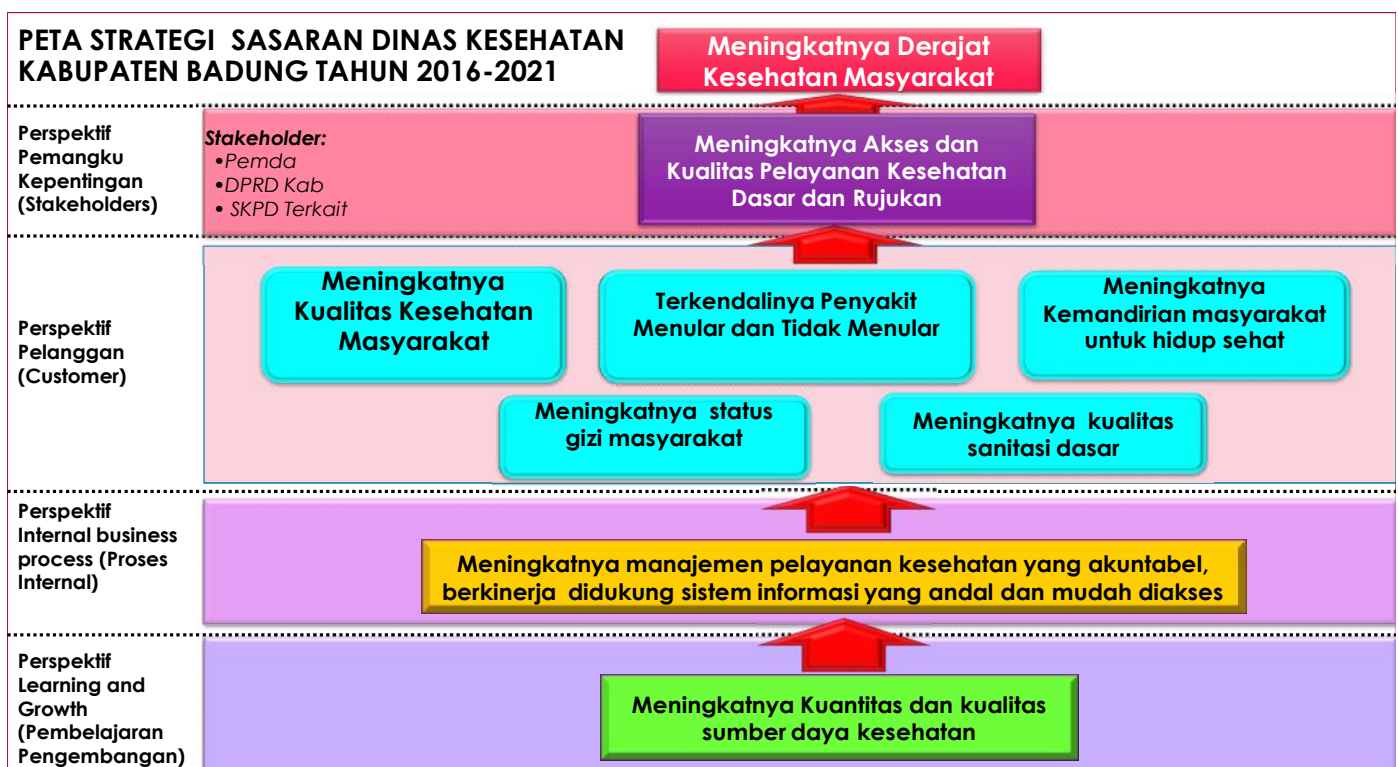 PETA STRATEGI SASARAN DINAS KESEHATAN
KABUPATEN BADUNG TAHUN 2016-2021
Meningkatnya Derajat
Kesehatan Masyarakat
Perspektif
Pemangku
Kepentingan
(Stakeholders)
Stakeholder:
•Pemda
•DPRD Kab
• SKPD Terkait
Meningkatnya Akses dan
Kualitas Pelayanan Kesehatan
Dasar dan Rujukan
Perspektif
Pelanggan
(Customer)
Meningkatnya
Kualitas Kesehatan
Masyarakat
Terkendalinya Penyakit
Menular dan Tidak Menular
Meningkatnya
Kemandirian masyarakat
untuk hidup sehat
Meningkatnya status
gizi masyarakat
Meningkatnya kualitas
sanitasi dasar
Perspektif
Internal business
process (Proses
Internal)
Meningkatnya manajemen pelayanan kesehatan yang akuntabel,
berkinerja didukung sistem informasi yang andal dan mudah diakses
Perspektif
Learning and
Growth
(Pembelajaran
Pengembangan)
Meningkatnya Kuantitas dan kualitas
sumber daya kesehatan